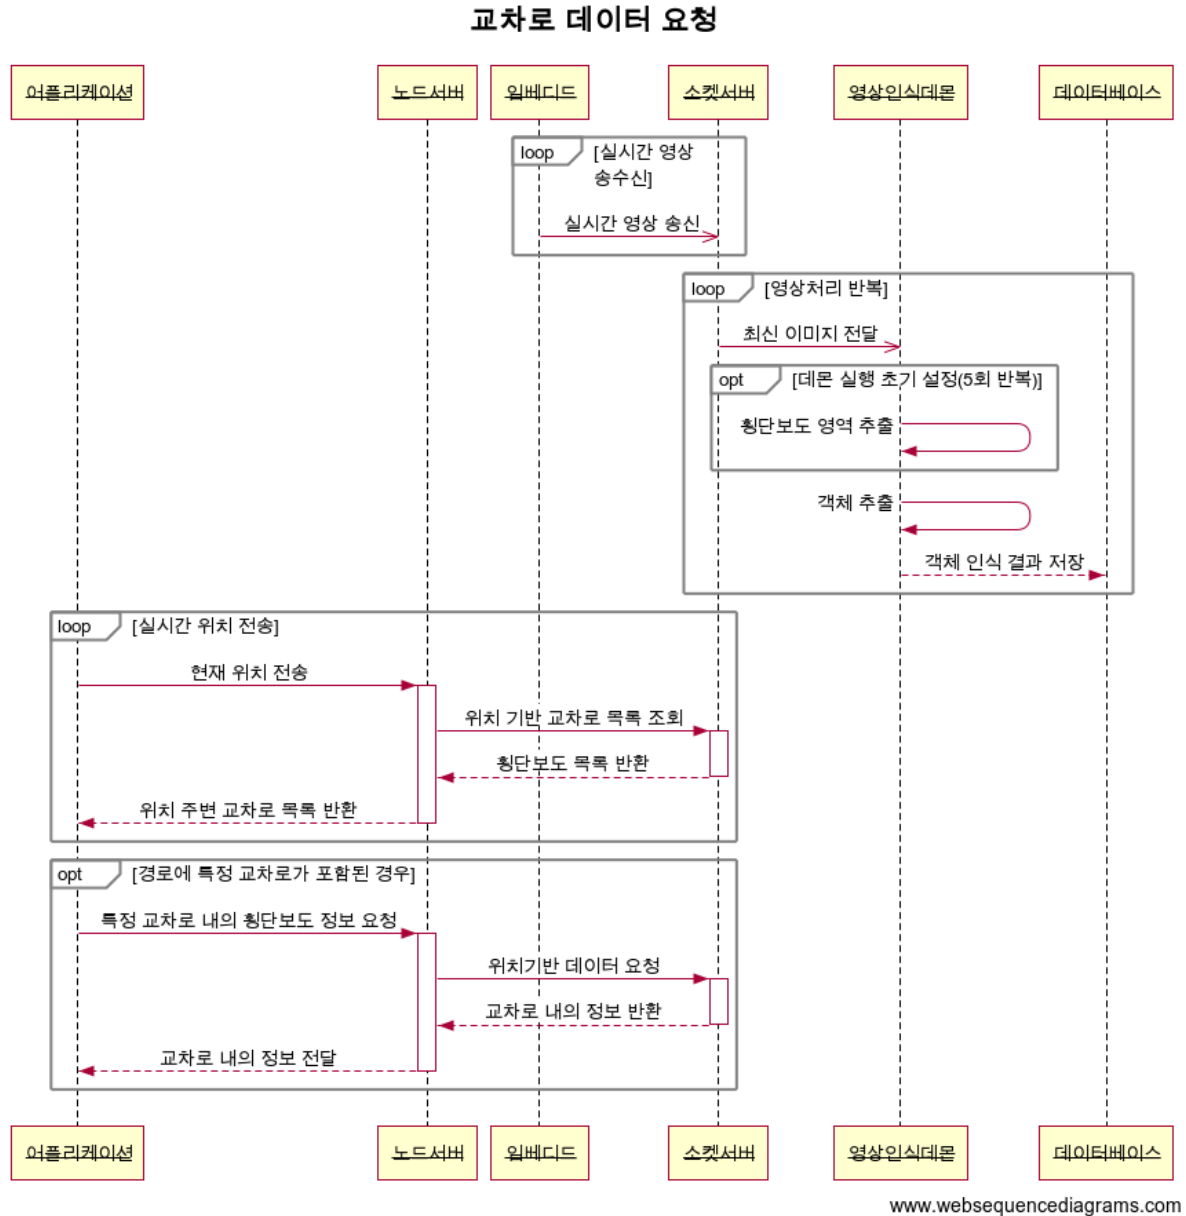 교차로 데이터 요청
어플리케이션 노드서버 임베디드 소켓서버 영상인식데몬 데이터베이스
loop [실시간 영상
송수신]
실시간 영상 송신
loop [영상처리 반복]
최신 이미지 전달
opt [데몬 실행 초기 설정(5회 반복)]
횡단보도 영역 추출
객체 추출
객체 인식 결과 저장
loop [실시간 위치 전송]
현재 위치 전송
위치 기반 교차로 목록 조회
횡단보도 목록 반환
위치 주변 교차로 목록 반환
opt [경로에 특정 교차로가 포함된 경우]
특정 교차로 내의 횡단보도 정보 요청
위치기반 데이터 요청
교차로 내의 정보 반환
교차로 내의 정보 전달
어플리케이션 노드서버 임베디드 소켓서버 영상인식데몬 데이터베이스
www.websequencediagrams.com